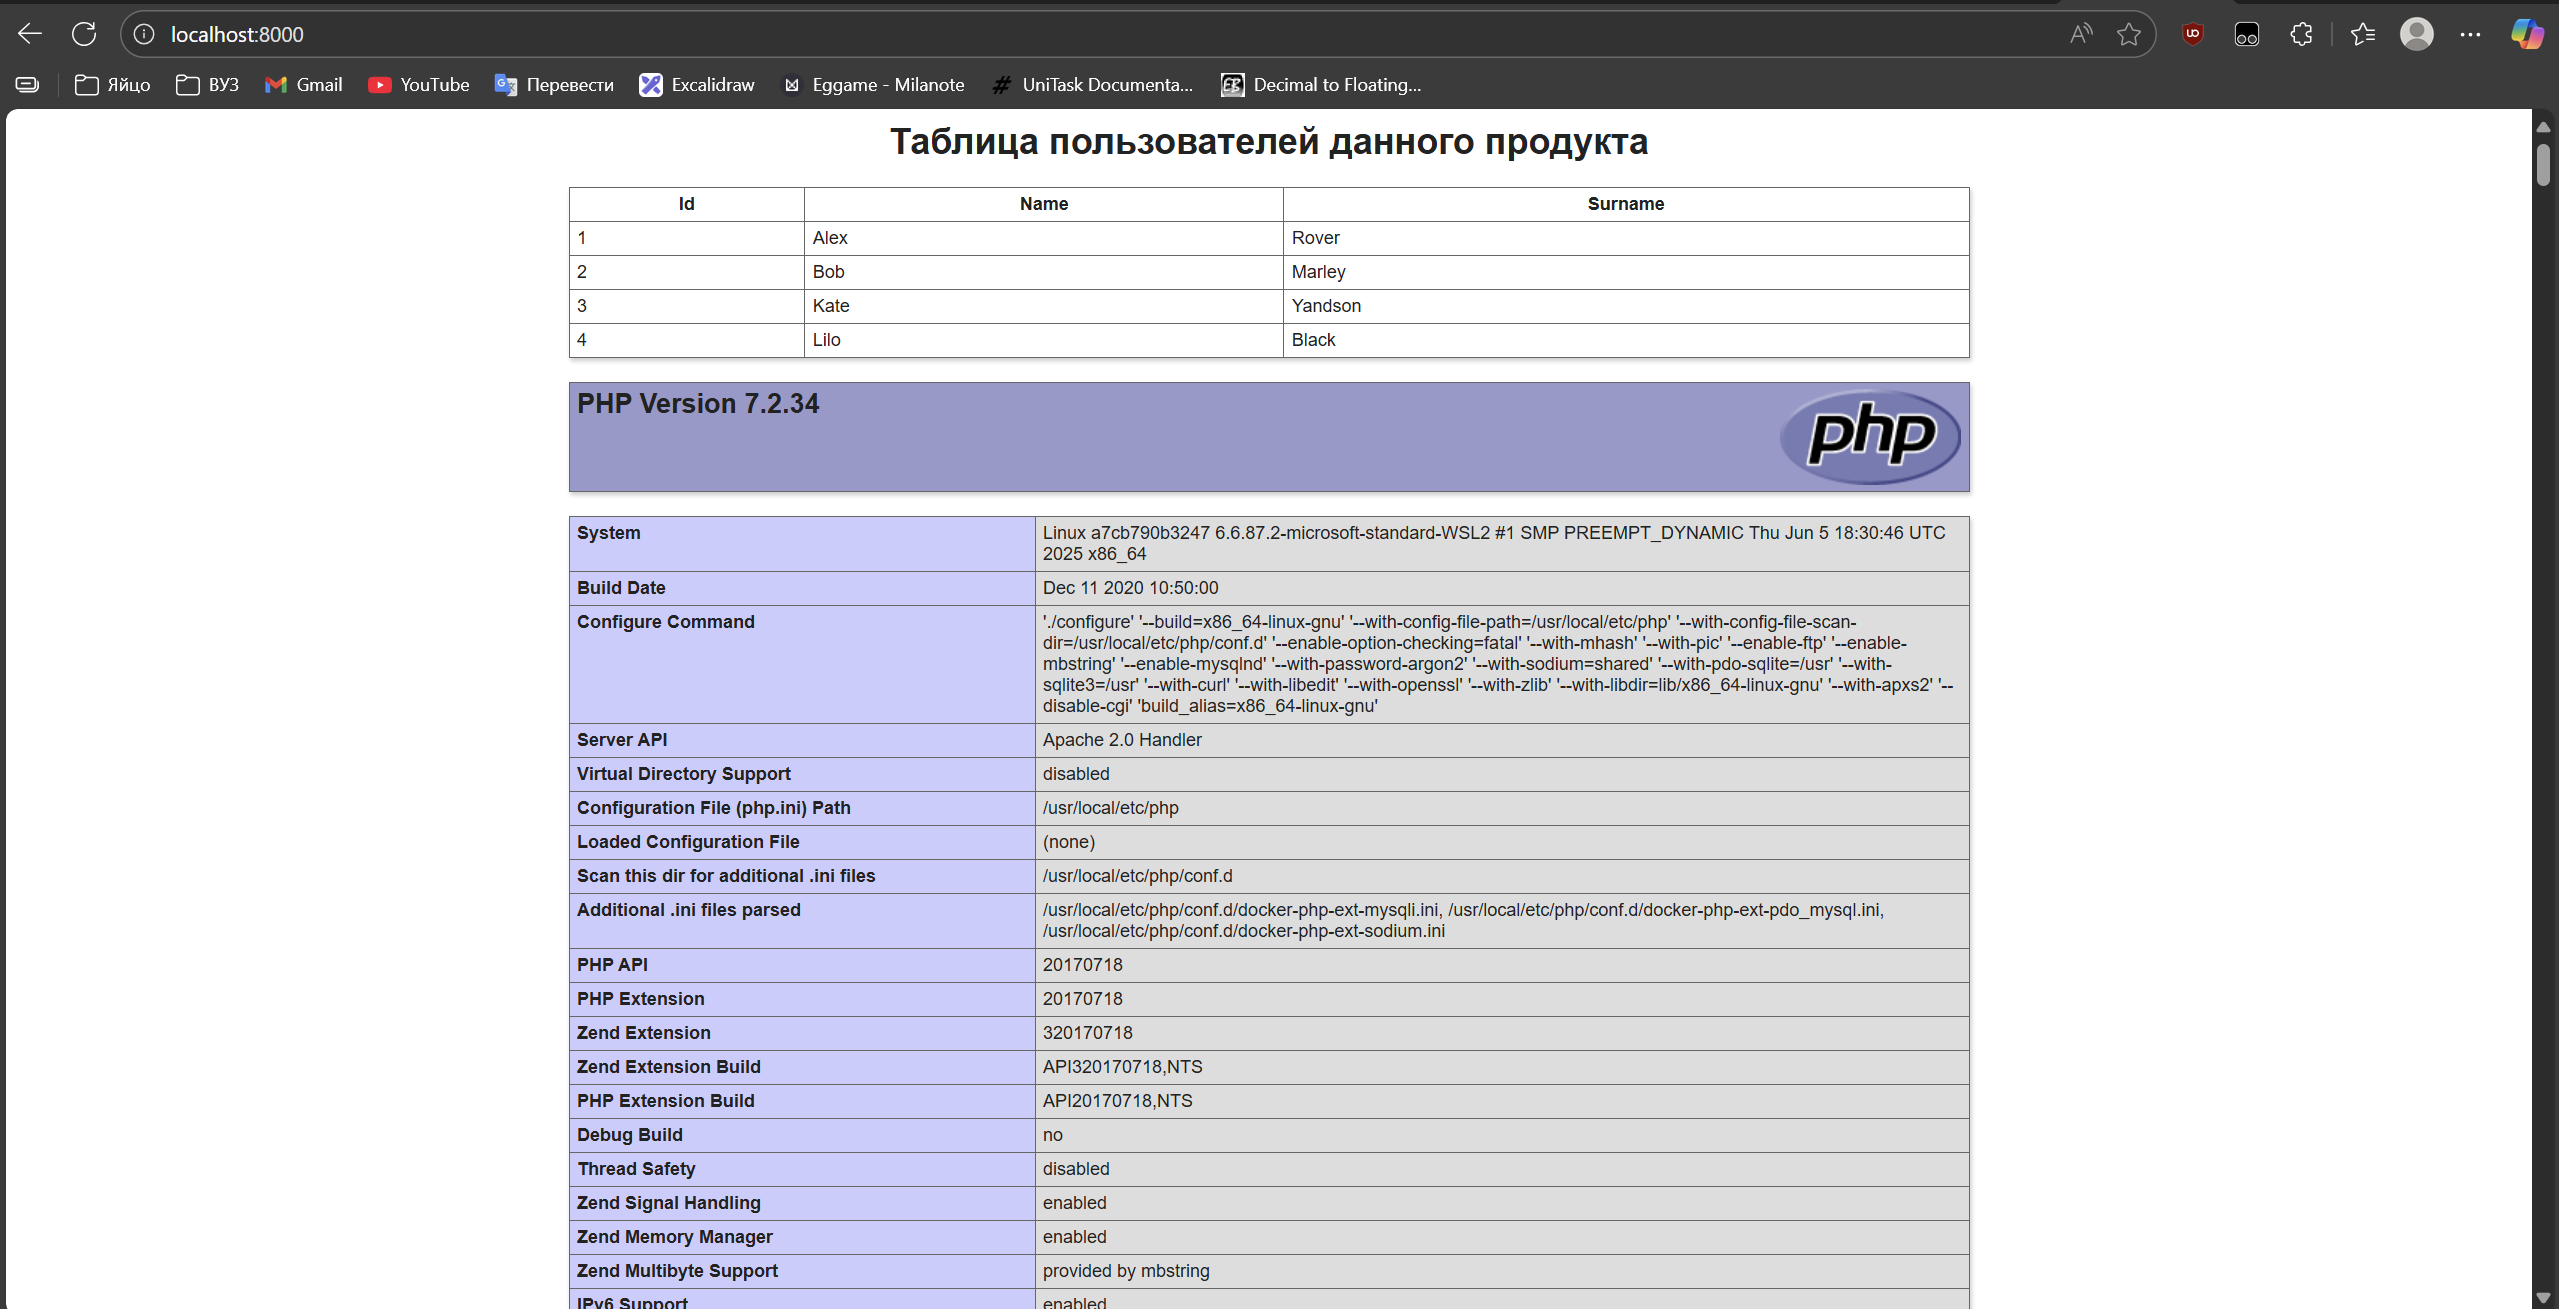 localhost:8000
Яйцо
ВУЗ
Gmail
YouTube
Перевести
Excalidraw
Eggame - Milanote
UniTask Documenta...
Decimal to Floating...
Таблица пользователей данного продукта
Id Name Surname
1 Alex Rover
2 Bob Marley
3 Kate Yandson
4 Lilo Black
PHP Version 7.2.34
php
System Linux a7cb790b3247 6.6.87.2-microsoft-standard-WSL2 #1 SMP PREEMPT_DYNAMIC Thu Jun 5 18:30:46 UTC
2025 x86_64
Build Date Dec 11 2020 10:50:00
Configure Command './configure' '--build=x86_64-linux-gnu' '--with-config-file-path=/usr/local/etc/php' '--with-config-file-scan-
dir=/usr/local/etc/php/conf.d' '--enable-option-checking=fatal' '--with-mhash' '--with-pic' '--enable-ftp' '--enable-
mbstring' '--enable-mysqlnd' '--with-password-argon2' '--with-sodium=shared' '--with-pdo-sqlite=/usr' '--with-
sqlite3=/usr' '--with-curl' '--with-libedit' '--with-openssl' '--with-zlib' '--with-libdir=lib/x86_64-linux-gnu' '--with-apxs2' '--
disable-cgi' 'build_alias=x86_64-linux-gnu'
Server API Apache 2.0 Handler
Virtual Directory Support disabled
Configuration File (php.ini) Path /usr/local/etc/php
Loaded Configuration File (none)
Scan this dir for additional .ini files /usr/local/etc/php/conf.d
Additional .ini files parsed /usr/local/etc/php/conf.d/docker-php-ext-mysqli.ini, /usr/local/etc/php/conf.d/docker-php-ext-pdo_mysql.ini,
/usr/local/etc/php/conf.d/docker-php-ext-sodium.ini
PHP API 20170718
PHP Extension 20170718
Zend Extension 320170718
Zend Extension Build API320170718,NTS
PHP Extension Build API20170718,NTS
Debug Build no
Thread Safety disabled
Zend Signal Handling enabled
Zend Memory Manager enabled
Zend Multibyte Support provided by mbstring
IPv6 Support enabled